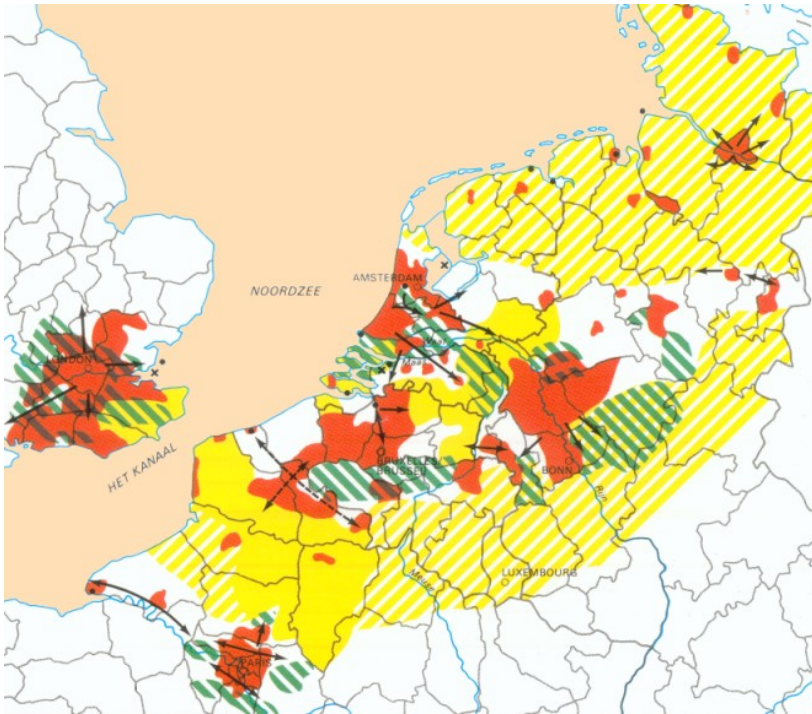 NOORDZEE
AMSTERDAM
Maas
LONDON
HET KANAAL
BRUXELLES
BRUSSEL
BONN
Rijn
Meuse
LUXEMBOURG
PARIS